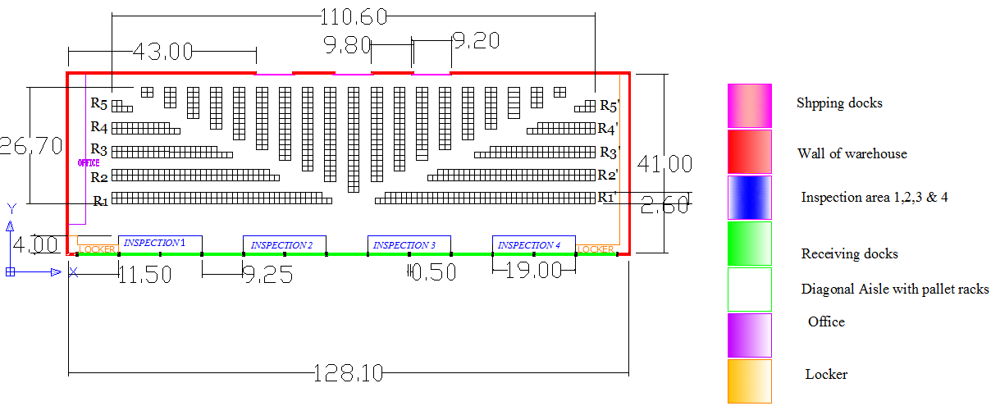 110.60
9.80
9.20
43.00
R5
R5'
Shpping docks
R4
R4'
26.70
R3
R3'
Wall of warehouse
OFFICE
41.00
R2
R2'
R1
R1'
Inspection area 1,2,3 & 4
2.60
Y
4.00
INSPECTION 1
INSPECTION 2
INSPECTION 3
INSPECTION 4
LOCKER
LOCKER
Receiving docks
X
11.50
9.25
0.50
19.00
Diagonal Aisle with pallet racks
Office
128.10
Locker